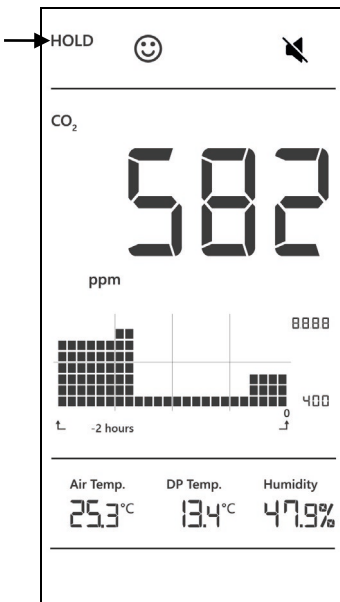 HOLD
CO₂
582
ppm
8888
400
0
-2 hours
Air Temp. DP Temp. Humidity
25.3°C 13.4°C 47.9%